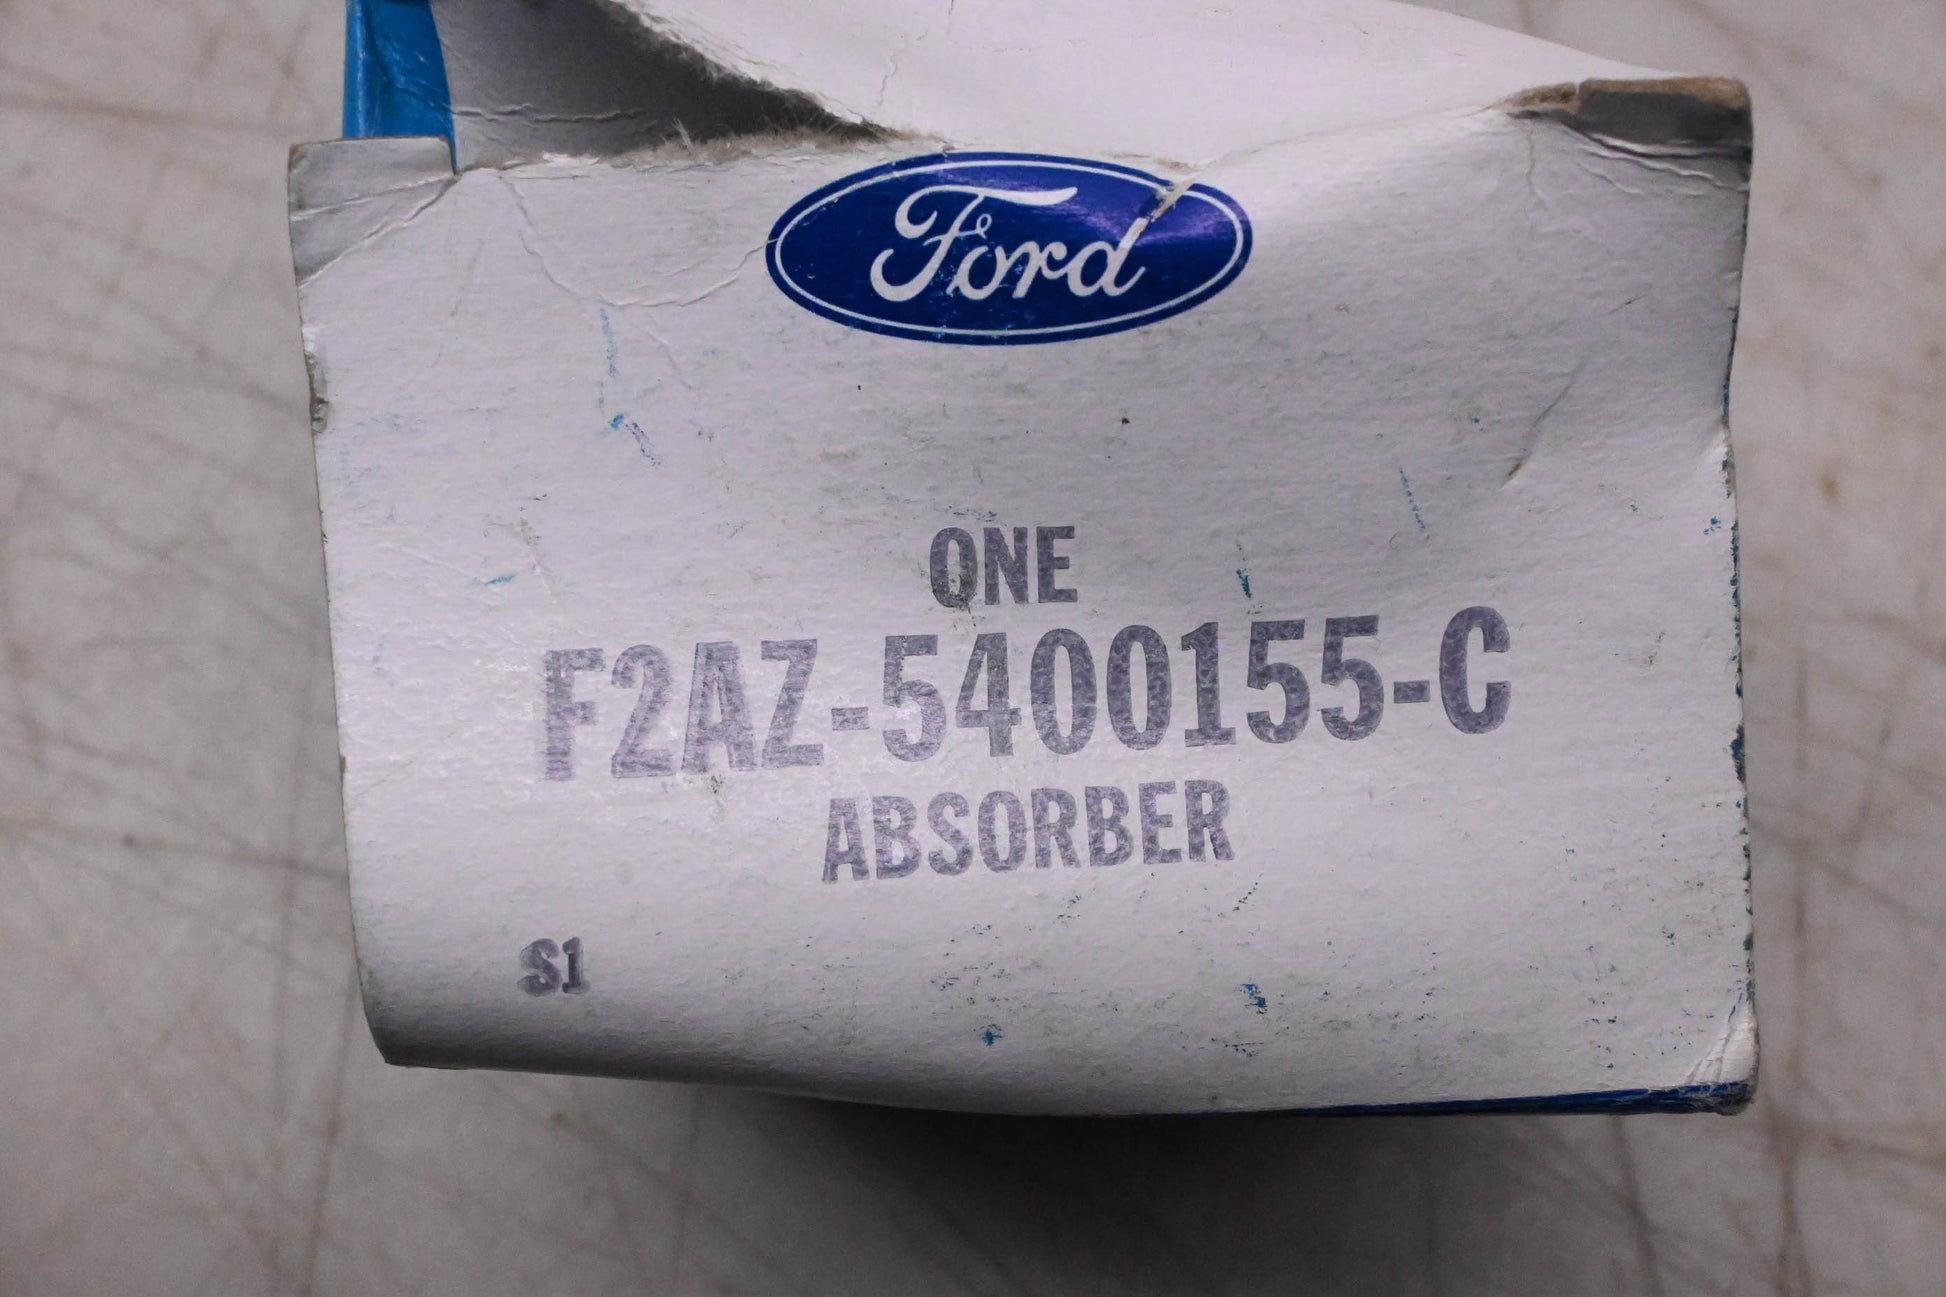 Ford
ONE
F2AZ-5400155-C
ABSORBER
S1